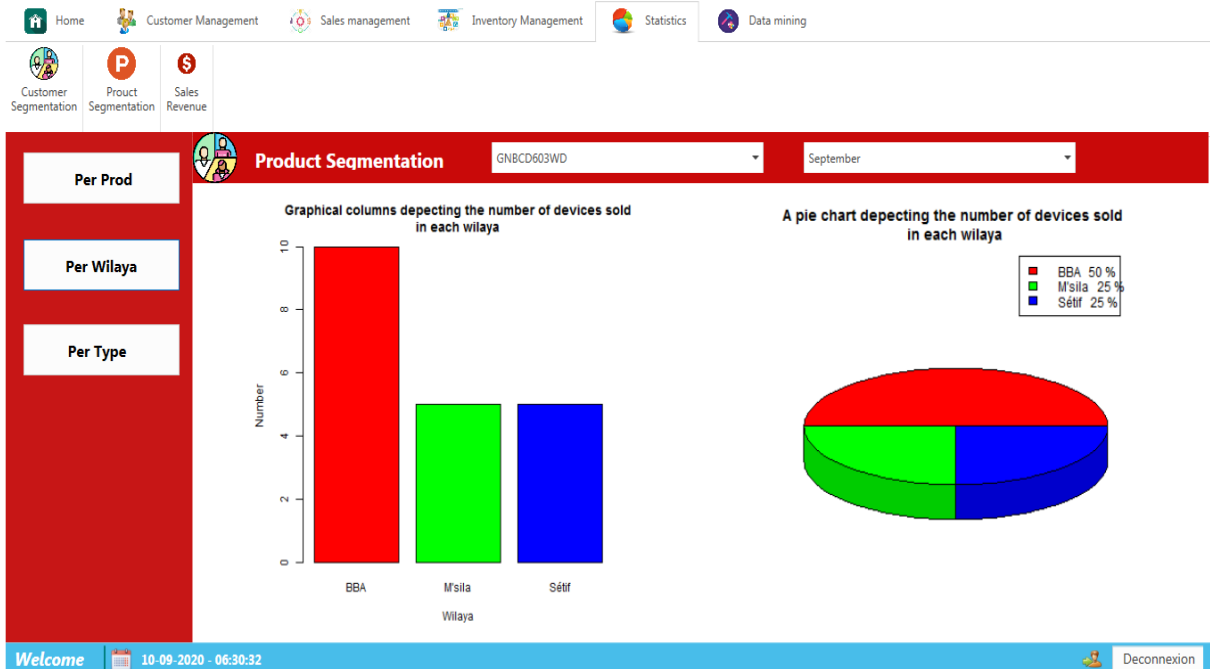 Home
Customer Management
Sales management
Inventory Management
Statistics
Data mining
Customer
Segmentation
Prouct
Segmentation
Sales
Revenue
P
$
Per Prod
Per Wilaya
Per Type
Product Segmentation
GNBCD603WD
September
Graphical columns depecting the number of devices sold
in each wilaya
10
8
6
4
2
0
Number
BBA
M'sila
Sétif
Wilaya
A pie chart depecting the number of devices sold
in each wilaya
BBA 50 %
M'sila 25 %
Sétif 25 %
Welcome
10-09-2020 - 06:30:32
Deconnexion